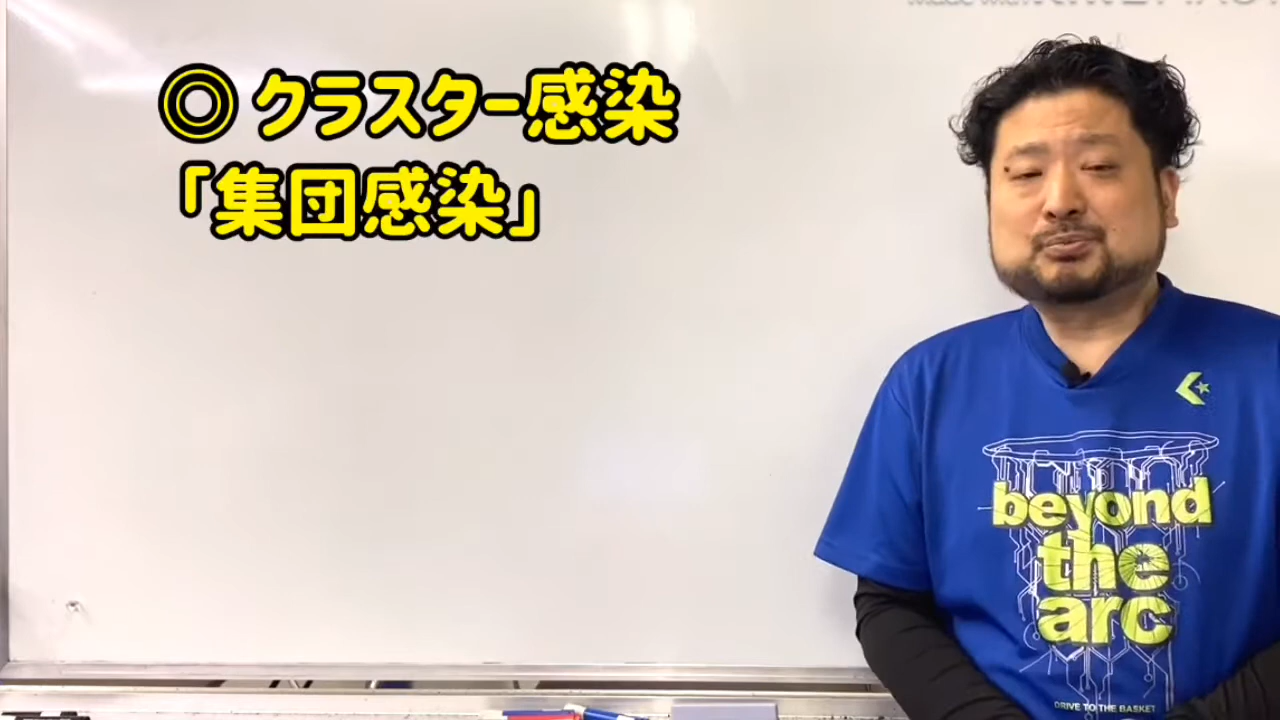 ◎ クラスター感染
「集団感染」
beyond
the
arc
DRIVE TO THE BASKET